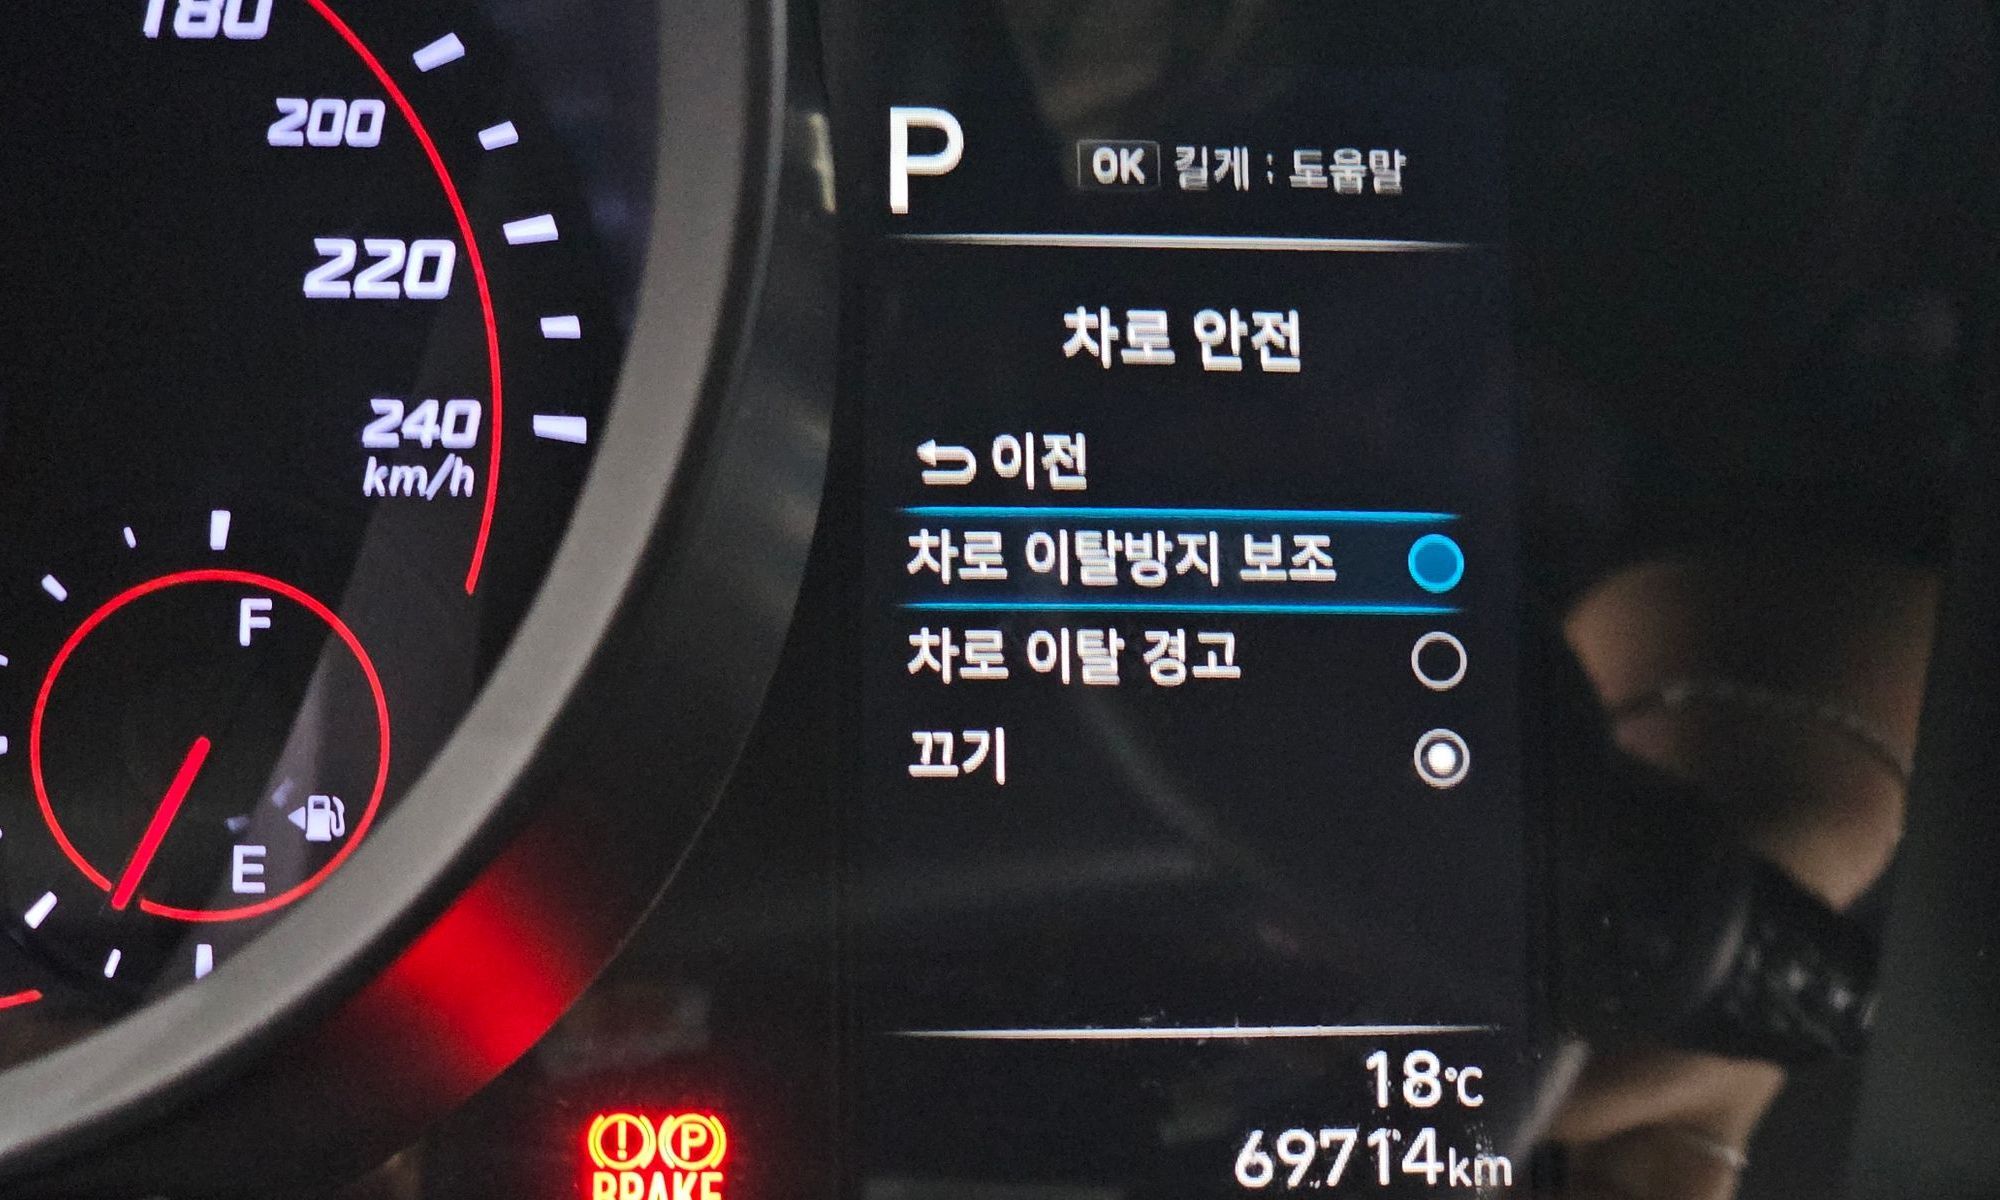 180
200
220
240
km/h
F
E
P
OK 길게 : 도움말
차로 안전
이전
차로 이탈방지 보조
차로 이탈 경고
끄기
18°C
69714km
(!) (P)
BRAKE